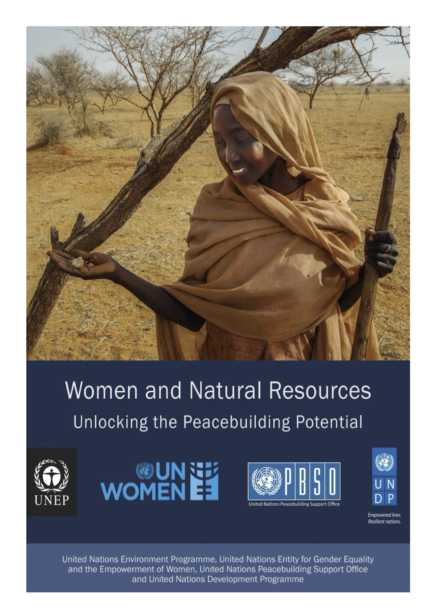 Women and Natural Resources
Unlocking the Peacebuilding Potential
UNEP
UN
WOMEN
PBSO
United Nations Peacebuilding Support Office
U N
D P
Empowered lives.
Resilient nations.
United Nations Environment Programme, United Nations Entity for Gender Equality
and the Empowerment of Women, United Nations Peacebuilding Support Office
and United Nations Development Programme